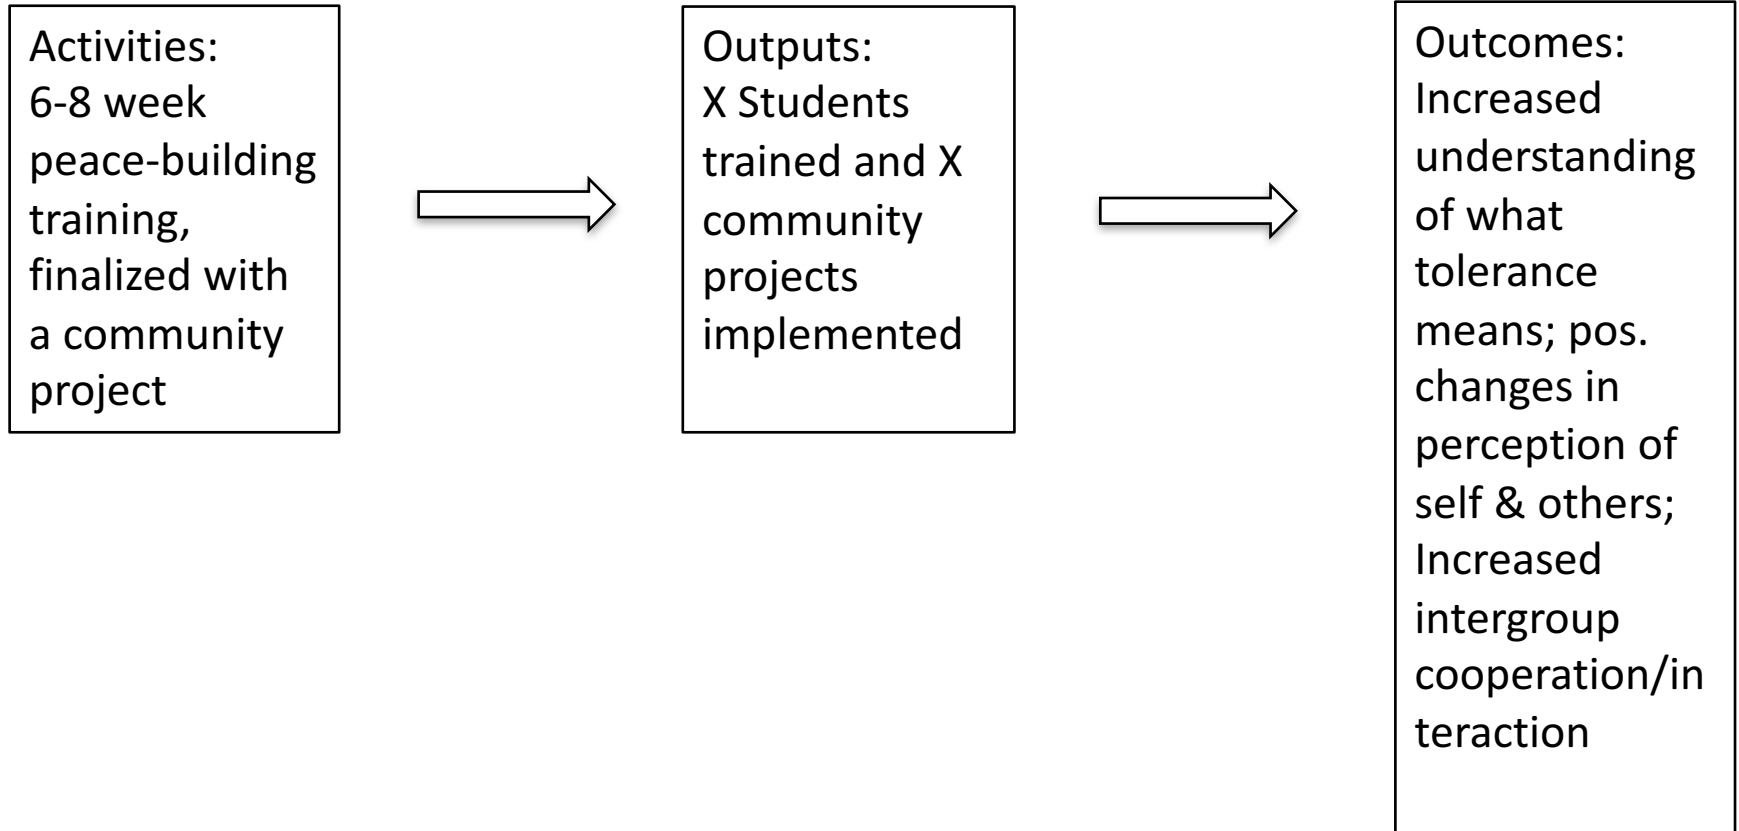 Activities:
6-8 week
peace-building
training,
finalized with
a community
project
Outputs:
X Students
trained and X
community
projects
implemented
Outcomes:
Increased
understanding
of what
tolerance
means; pos.
changes in
perception of
self & others;
Increased
intergroup
cooperation/in
teraction